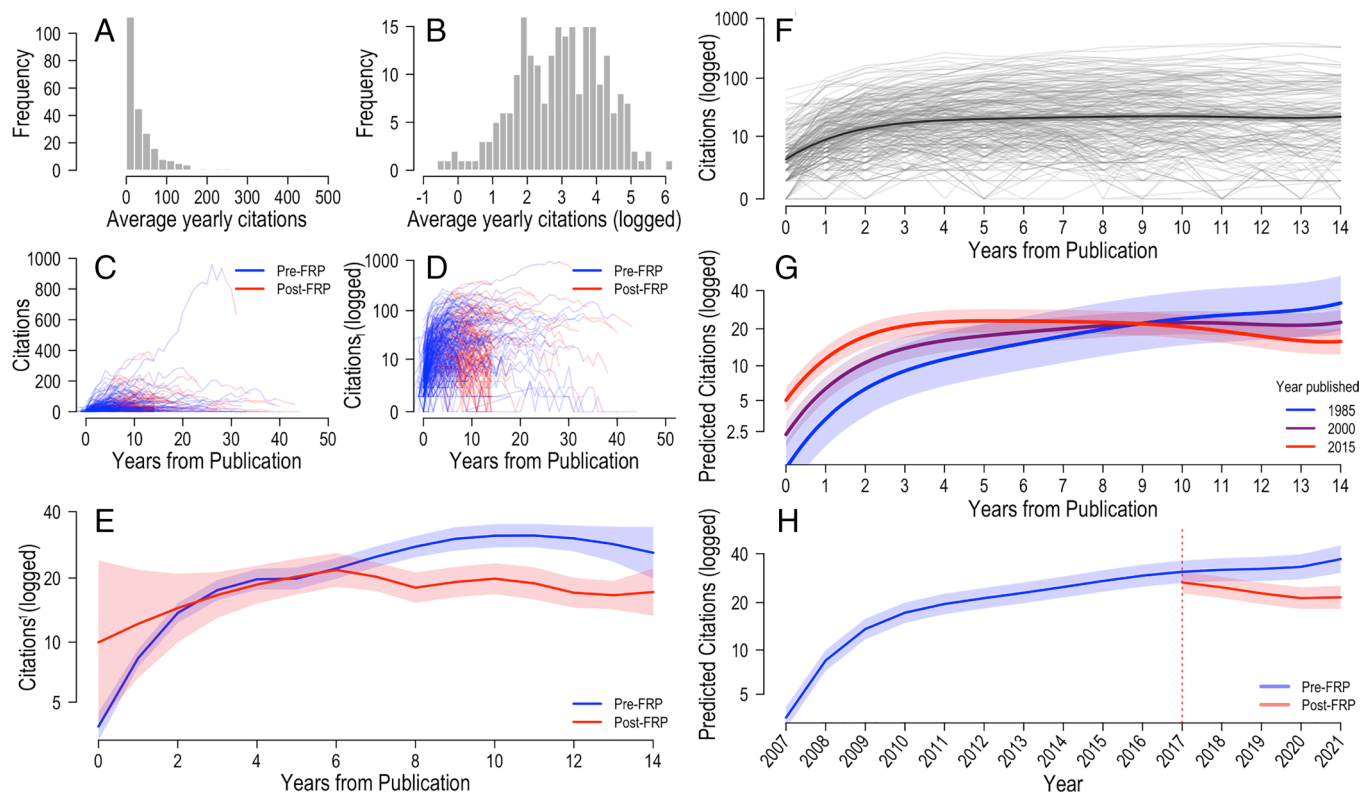 A
Frequency
100
80
60
40
20
0
0 100 200 300 400 500
Average yearly citations
B
Frequency
15
10
5
0
-1 0 1 2 3 4 5 6
Average yearly citations (logged)
C
Citations
1000
800
600
400
200
0
Pre-FRP
Post-FRP
0 10 20 30 40 50
Years from Publication
D
Citations (logged)
1000
100
10
0
Pre-FRP
Post-FRP
0 10 20 30 40 50
Years from Publication
E
Citations (logged)
40
20
10
5
Pre-FRP
Post-FRP
0 2 4 6 8 10 12 14
Years from Publication
F
Citations (logged)
1000
100
10
0
0 1 2 3 4 5 6 7 8 9 10 11 12 13 14
Years from Publication
G
Predicted Citations (logged)
40
20
10
5
2.5
Year published
1985
2000
2015
0 1 2 3 4 5 6 7 8 9 10 11 12 13 14
Years from Publication
H
Predicted Citations (logged)
40
20
10
5
Pre-FRP
Post-FRP
2007 2008 2009 2010 2011 2012 2013 2014 2015 2016 2017 2018 2019 2020 2021
Year